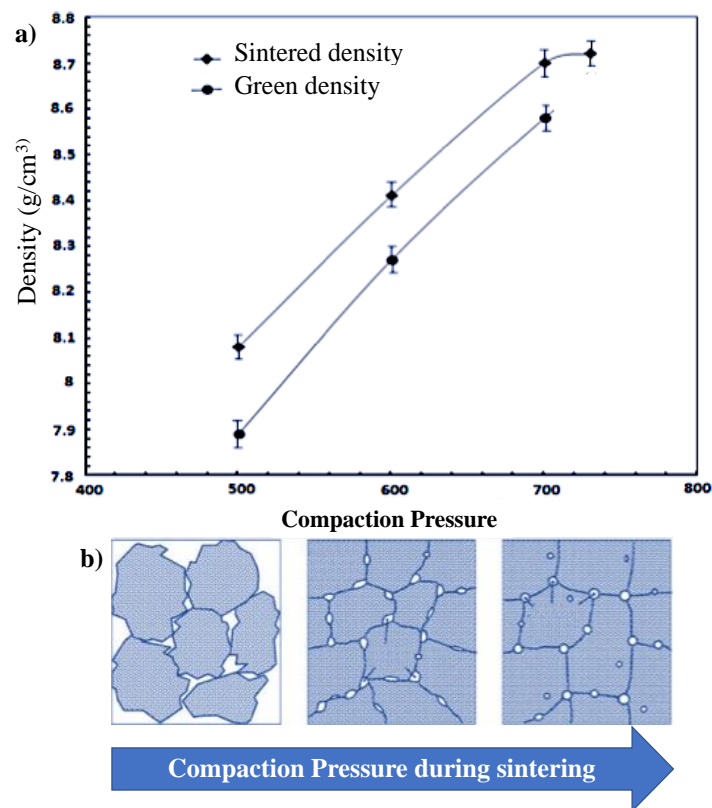 a)
Sintered density
Green density
Density (g/cm³)
8.8
8.7
8.6
8.5
8.4
8.3
8.2
8.1
8
7.9
7.8
400 500 600 700 800
Compaction Pressure
b)
Compaction Pressure during sintering